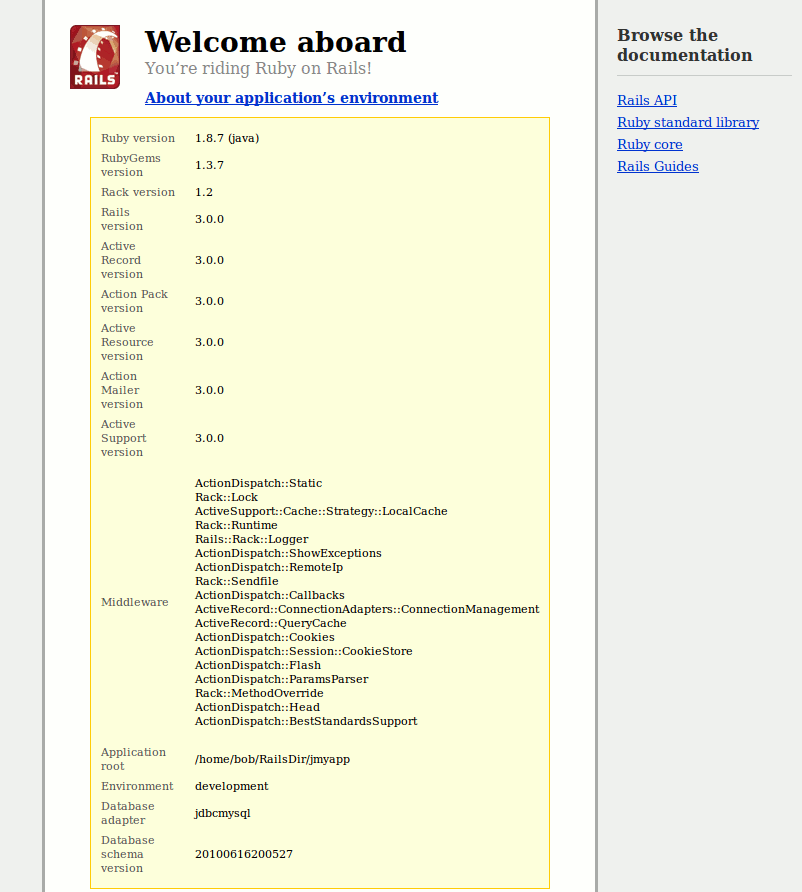 RAILS
Welcome aboard
You’re riding Ruby on Rails!
About your application’s environment
Ruby version 1.8.7 (java)
RubyGems
version
1.3.7
Rack version 1.2
Rails
version
3.0.0
Active
Record
version
3.0.0
Action Pack
version
3.0.0
Active
Resource
version
3.0.0
Action
Mailer
version
3.0.0
Active
Support
version
3.0.0
Middleware
ActionDispatch::Static
Rack::Lock
ActiveSupport::Cache::Strategy::LocalCache
Rack::Runtime
Rails::Rack::Logger
ActionDispatch::ShowExceptions
ActionDispatch::RemoteIp
Rack::Sendfile
ActionDispatch::Callbacks
ActiveRecord::ConnectionAdapters::ConnectionManagement
ActiveRecord::QueryCache
ActionDispatch::Cookies
ActionDispatch::Session::CookieStore
ActionDispatch::Flash
ActionDispatch::ParamsParser
Rack::MethodOverride
ActionDispatch::Head
ActionDispatch::BestStandardsSupport
Application
root
/home/bob/RailsDir/jmyapp
Environment development
Database
adapter
jdbcmysql
Database
schema
version
20100616200527
Browse the
documentation
Rails API
Ruby standard library
Ruby core
Rails Guides